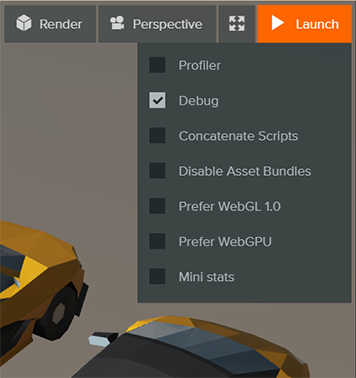 Render Perspective Launch
Profiler
Debug
Concatenate Scripts
Disable Asset Bundles
Prefer WebGL 1.0
Prefer WebGPU
Mini stats